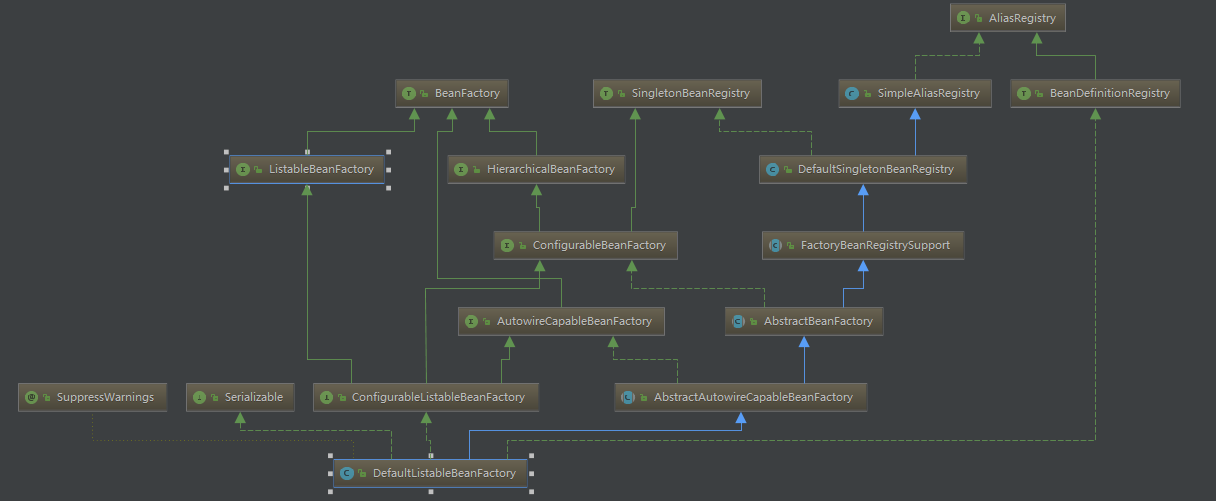 AliasRegistry
BeanFactory
SingletonBeanRegistry
SimpleAliasRegistry
BeanDefinitionRegistry
ListableBeanFactory
HierarchicalBeanFactory
DefaultSingletonBeanRegistry
ConfigurableBeanFactory
FactoryBeanRegistrySupport
AutowireCapableBeanFactory
AbstractBeanFactory
SuppressWarnings
Serializable
ConfigurableListableBeanFactory
AbstractAutowireCapableBeanFactory
DefaultListableBeanFactory